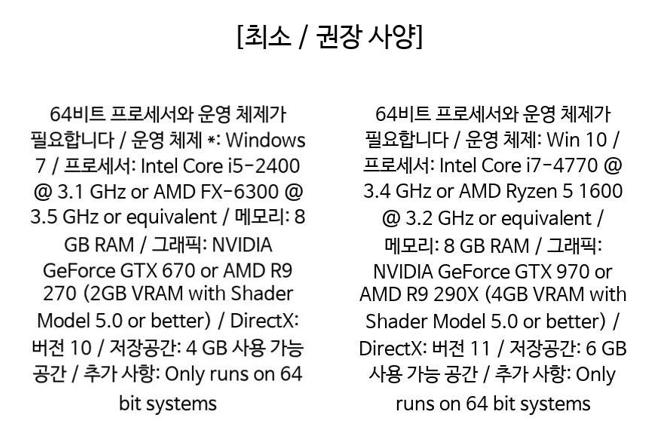 [최소 / 권장 사양]
64비트 프로세서와 운영 체제가
필요합니다 / 운영 체제 *: Windows
7 / 프로세서: Intel Core i5-2400
@ 3.1 GHz or AMD FX-6300 @
3.5 GHz or equivalent / 메모리: 8
GB RAM / 그래픽: NVIDIA
GeForce GTX 670 or AMD R9
270 (2GB VRAM with Shader
Model 5.0 or better) / DirectX:
버전 10 / 저장공간: 4 GB 사용 가능
공간 / 추가 사항: Only runs on 64
bit systems
64비트 프로세서와 운영 체제가
필요합니다 / 운영 체제: Win 10 /
프로세서: Intel Core i7-4770 @
3.4 GHz or AMD Ryzen 5 1600
@ 3.2 GHz or equivalent /
메모리: 8 GB RAM / 그래픽:
NVIDIA GeForce GTX 970 or
AMD R9 290X (4GB VRAM with
Shader Model 5.0 or better) /
DirectX: 버전 11 / 저장공간: 6 GB
사용 가능 공간 / 추가 사항: Only
runs on 64 bit systems